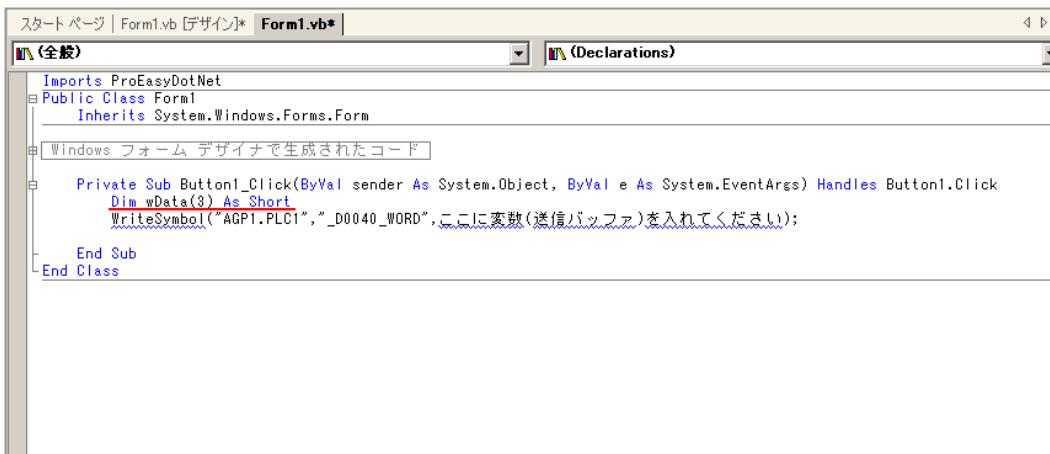 スタート ページ | Form1.vb [デザイン]* Form1.vb*
(全般) (Declarations)
Imports ProEasyDotNet
Public Class Form1
Inherits System.Windows.Forms.Form
Windows フォーム デザイナで生成されたコード
Private Sub Button1_Click(ByVal sender As System.Object, ByVal e As System.EventArgs) Handles Button1.Click
Dim wData(3) As Short
WriteSymbol("AGP1.PLC1","_D0040_WORD",ここに変数(送信バッファ)を入れてください);
End Sub
End Class